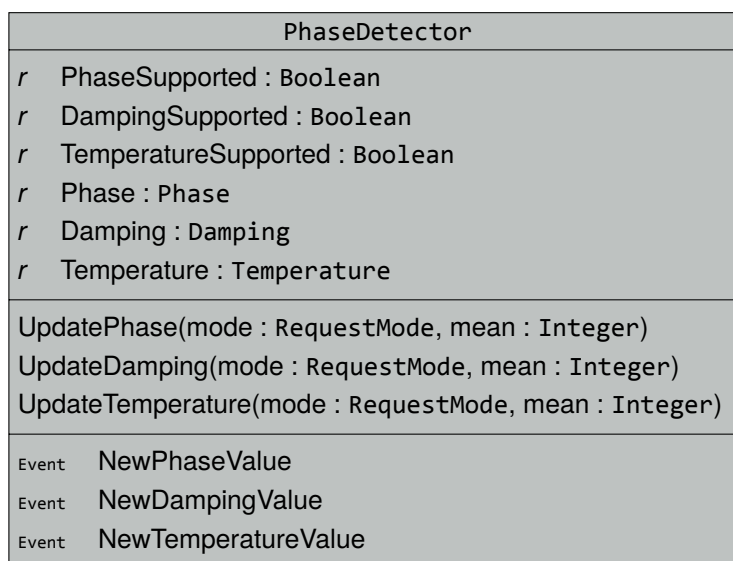 PhaseDetector
r PhaseSupported : Boolean
r DampingSupported : Boolean
r TemperatureSupported : Boolean
r Phase : Phase
r Damping : Damping
r Temperature : Temperature
UpdatePhase(mode : RequestMode, mean : Integer)
UpdateDamping(mode : RequestMode, mean : Integer)
UpdateTemperature(mode : RequestMode, mean : Integer)
Event NewPhaseValue
Event NewDampingValue
Event NewTemperatureValue